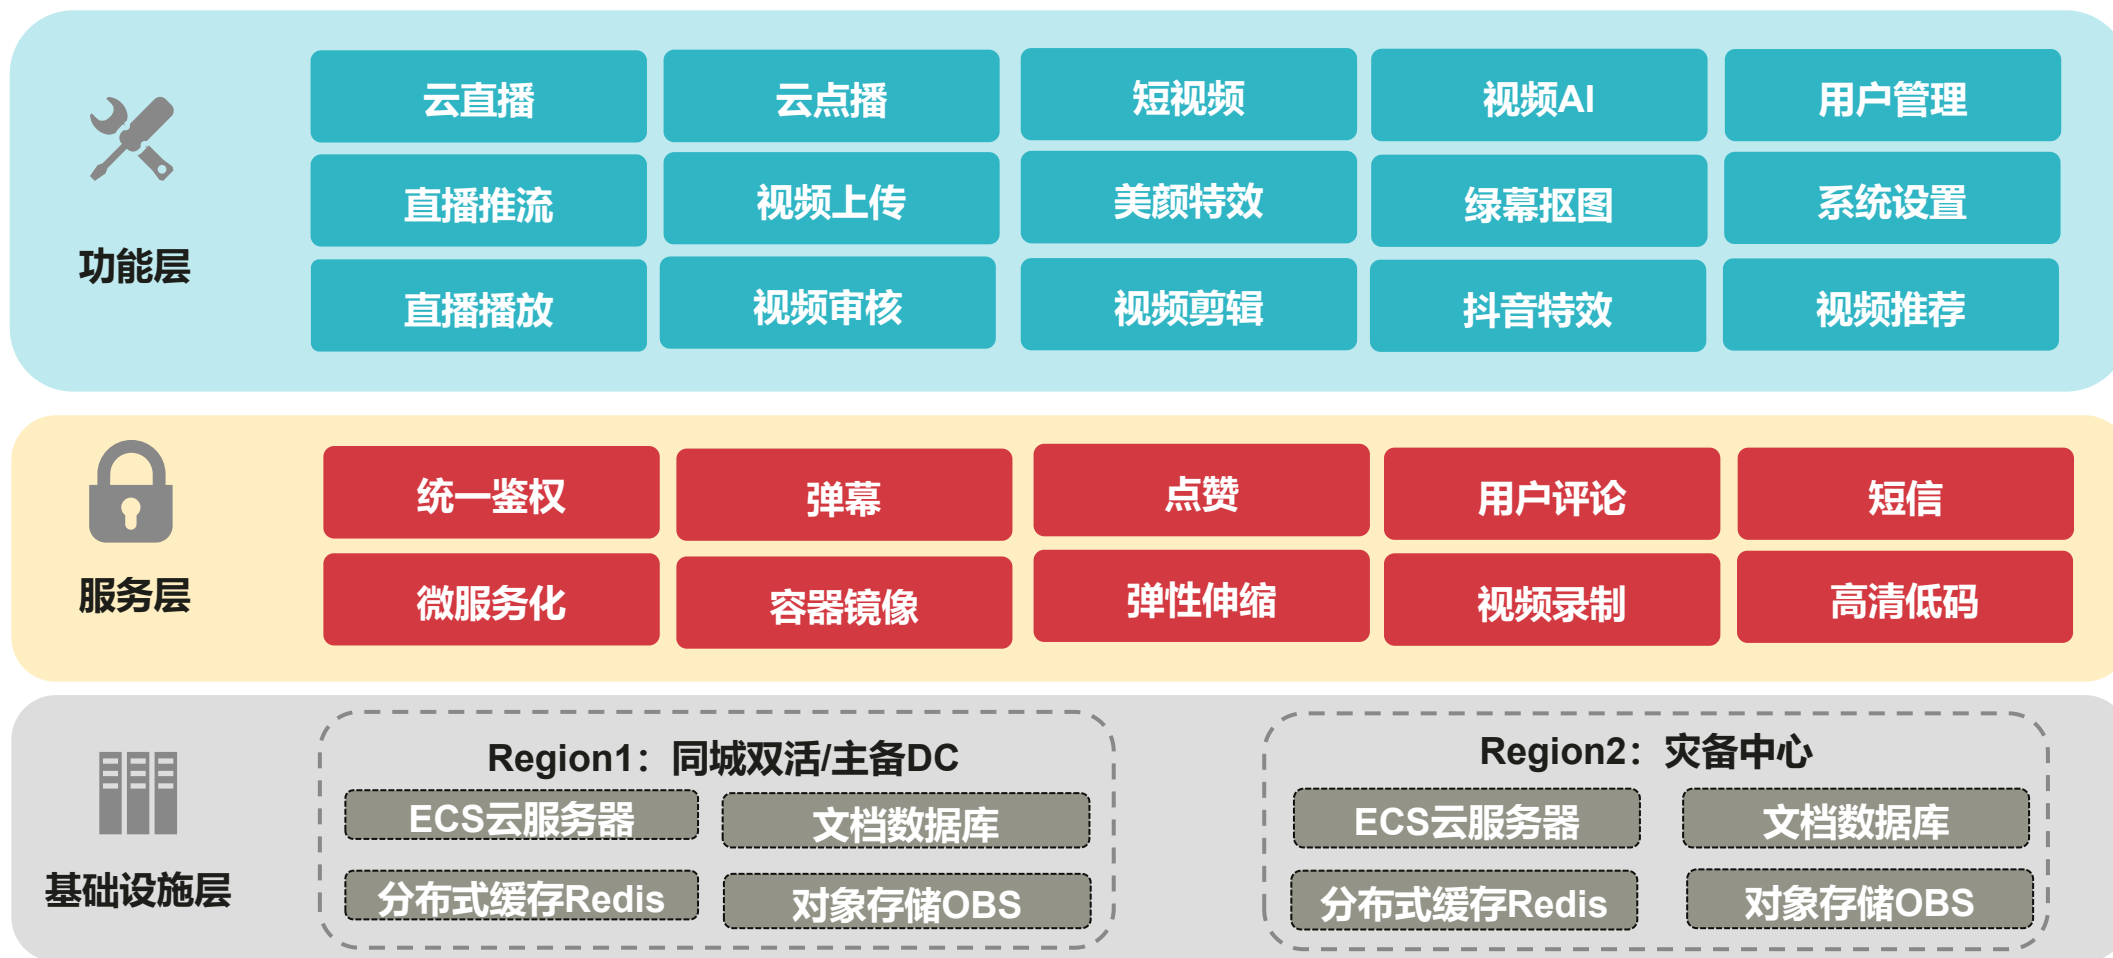 功能层
云直播
云点播
短视频
视频AI
用户管理
直播推流
视频上传
美颜特效
绿幕抠图
系统设置
直播播放
视频审核
视频剪辑
抖音特效
视频推荐
服务层
统一鉴权
弹幕
点赞
用户评论
短信
微服务化
容器镜像
弹性伸缩
视频录制
高清低码
基础设施层
Region1：同城双活/主备DC
ECS云服务器
文档数据库
分布式缓存Redis
对象存储OBS
Region2：灾备中心
ECS云服务器
文档数据库
分布式缓存Redis
对象存储OBS